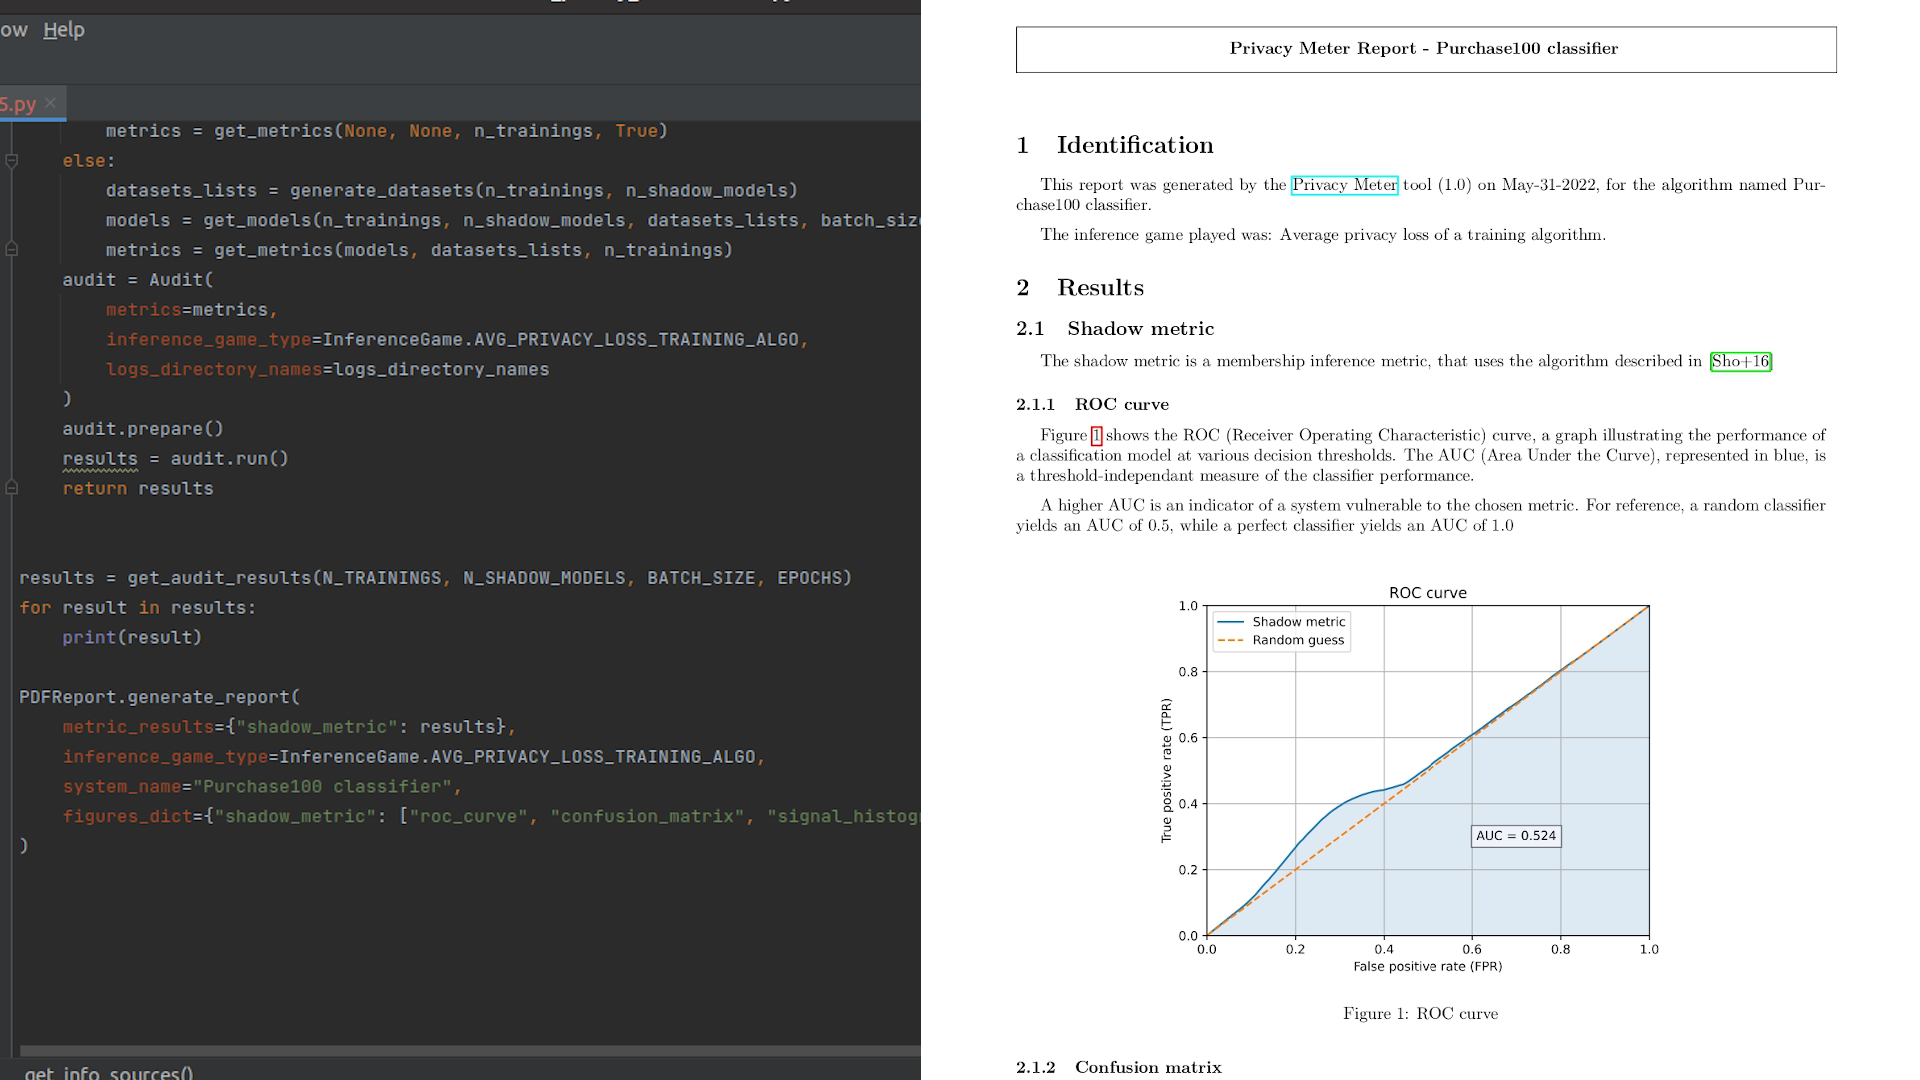 ow Help
5.py ×
metrics = get_metrics(None, None, n_trainings, True)
else:
datasets_lists = generate_datasets(n_trainings, n_shadow_models)
models = get_models(n_trainings, n_shadow_models, datasets_lists, batch_siz
metrics = get_metrics(models, datasets_lists, n_trainings)
audit = Audit(
metrics=metrics,
inference_game_type=InferenceGame.AVG_PRIVACY_LOSS_TRAINING_ALGO,
logs_directory_names=logs_directory_names
)
audit.prepare()
results = audit.run()
return results
results = get_audit_results(N_TRAININGS, N_SHADOW_MODELS, BATCH_SIZE, EPOCHS)
for result in results:
print(result)
PDFReport.generate_report(
metric_results={"shadow_metric": results},
inference_game_type=InferenceGame.AVG_PRIVACY_LOSS_TRAINING_ALGO,
system_name="Purchase100 classifier",
figures_dict={"shadow_metric": ["roc_curve", "confusion_matrix", "signal_histog
)
get_info_sources()
Privacy Meter Report - Purchase100 classifier
1 Identification
This report was generated by the Privacy Meter tool (1.0) on May-31-2022, for the algorithm named Pur-
chase100 classifier.
The inference game played was: Average privacy loss of a training algorithm.
2 Results
2.1 Shadow metric
The shadow metric is a membership inference metric, that uses the algorithm described in [Sho+16]
2.1.1 ROC curve
Figure 1 shows the ROC (Receiver Operating Characteristic) curve, a graph illustrating the performance of
a classification model at various decision thresholds. The AUC (Area Under the Curve), represented in blue, is
a threshold-independant measure of the classifier performance.
A higher AUC is an indicator of a system vulnerable to the chosen metric. For reference, a random classifier
yields an AUC of 0.5, while a perfect classifier yields an AUC of 1.0
ROC curve
Shadow metric
Random guess
1.0
0.8
0.6
0.4
0.2
0.0
True positive rate (TPR)
AUC = 0.524
0.0 0.2 0.4 0.6 0.8 1.0
False positive rate (FPR)
Figure 1: ROC curve
2.1.2 Confusion matrix